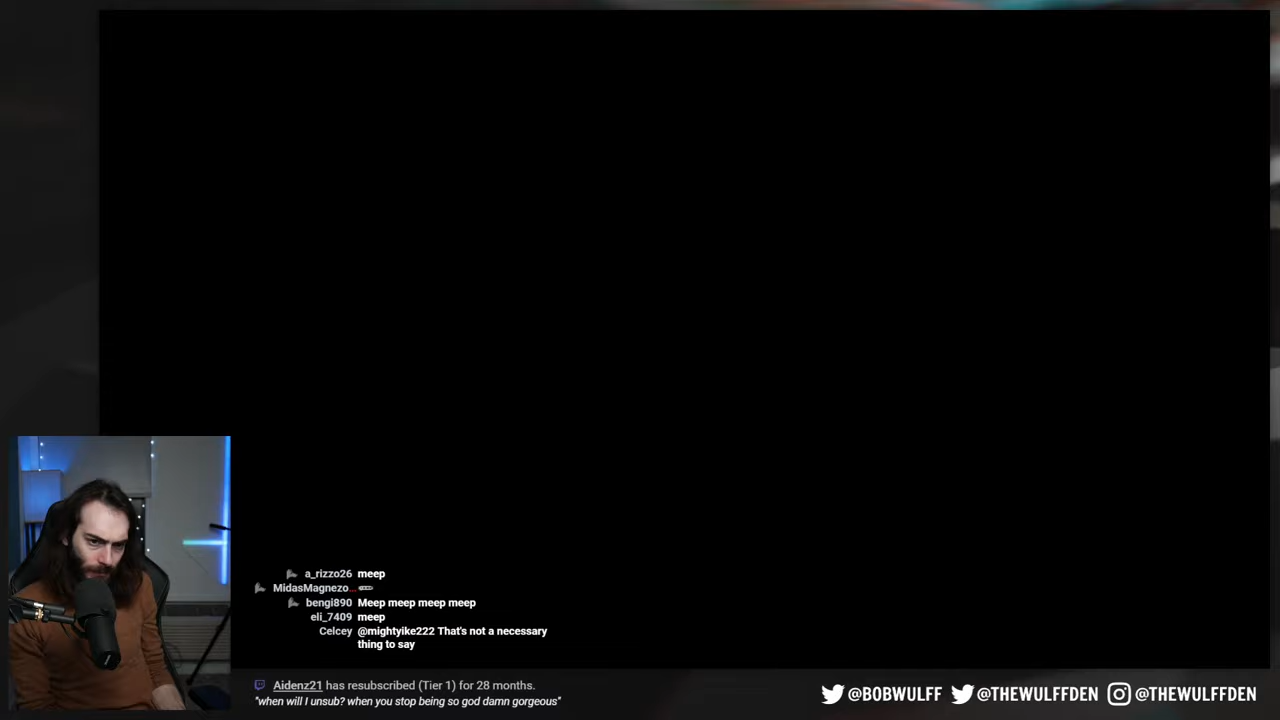 a_rizzo26 meep
MidasMagnezo...
bengi890 Meep meep meep meep
eli_7409 meep
Celcey @mightyike222 That's not a necessary
thing to say
Aidenz21 has resubscribed (Tier 1) for 28 months.
"when will I unsub? when you stop being so god damn gorgeous"
@BOBWULFF @THEWULFFDEN @THEWULFFDEN